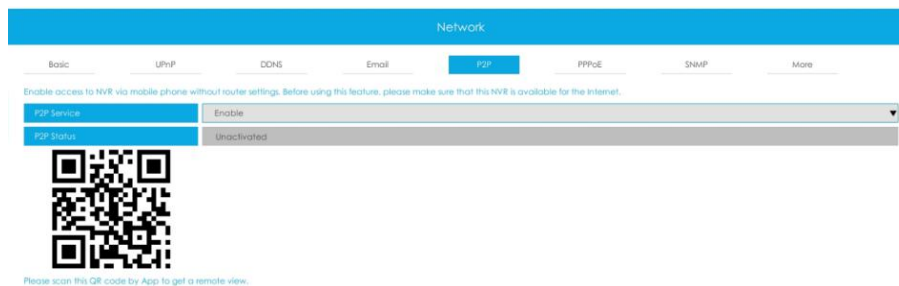 Network
Basic UPnP DDNS Email P2P PPPoE SNMP More
Enable access to NVR via mobile phone without router settings. Before using this feature, please make sure that this NVR is available for the Internet.
P2P Service Enable
P2P Status Unactivated
Please scan this QR code by App to get a remote view.